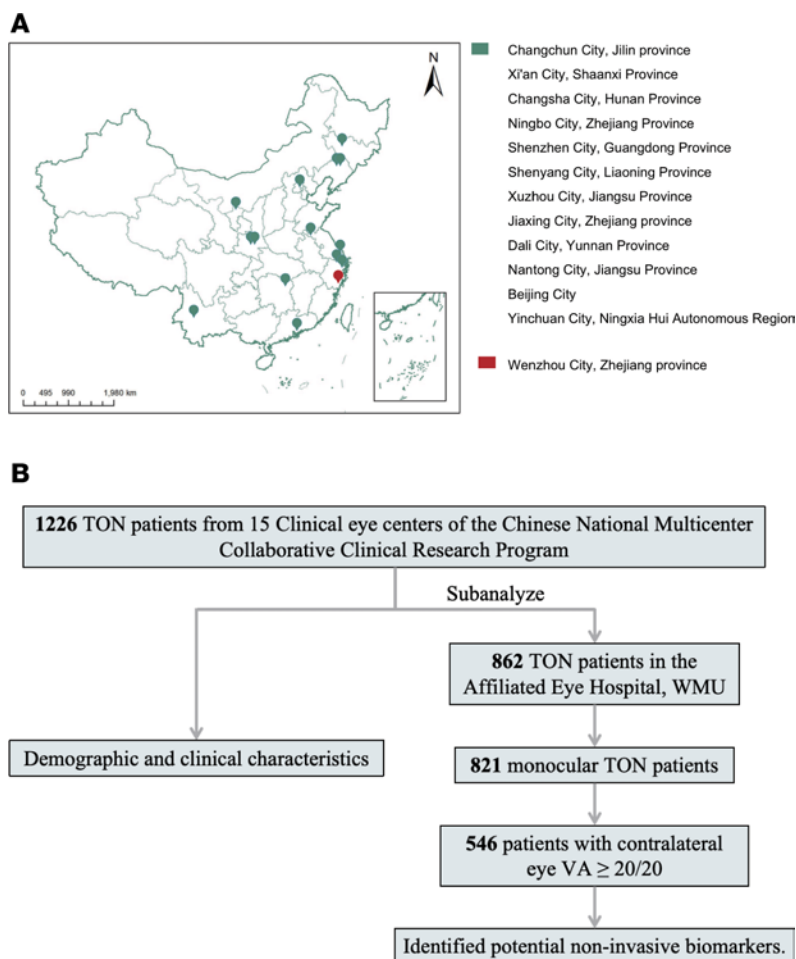 A
N
0 495 990 1,980 km
Changchun City, Jilin province
Xi'an City, Shaanxi Province
Changsha City, Hunan Province
Ningbo City, Zhejiang Province
Shenzhen City, Guangdong Province
Shenyang City, Liaoning Province
Xuzhou City, Jiangsu Province
Jiaxing City, Zhejiang province
Dali City, Yunnan Province
Nantong City, Jiangsu Province
Beijing City
Yinchuan City, Ningxia Hui Autonomous Region
Wenzhou City, Zhejiang province
B
1226 TON patients from 15 Clinical eye centers of the Chinese National Multicenter
Collaborative Clinical Research Program
Subanalyze
862 TON patients in the
Affiliated Eye Hospital, WMU
Demographic and clinical characteristics
821 monocular TON patients
546 patients with contralateral
eye VA ≥ 20/20
Identified potential non-invasive biomarkers.